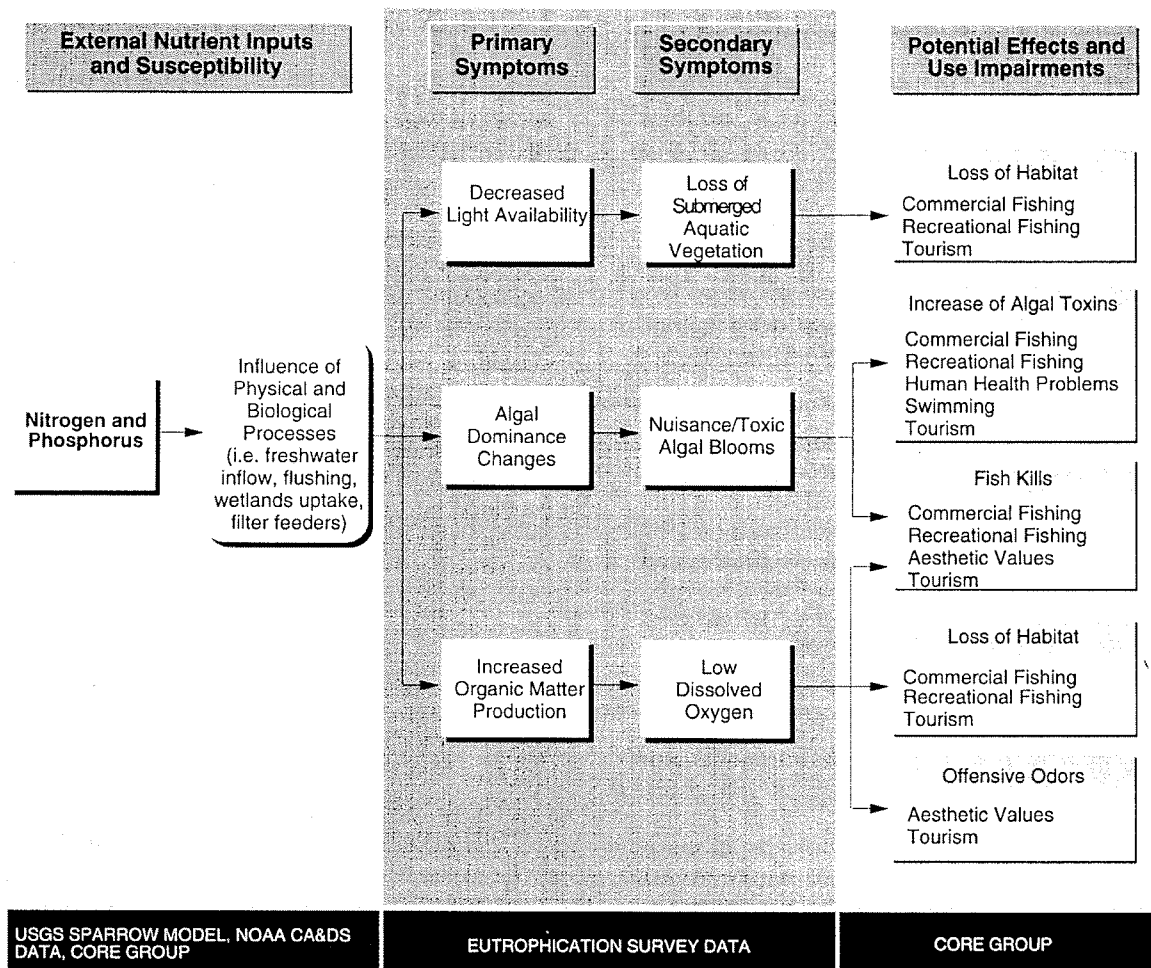 External Nutrient Inputs
and Susceptibility
Primary
Symptoms
Secondary
Symptoms
Potential Effects and
Use Impairments
Nitrogen and
Phosphorus
Influence of
Physical and
Biological
Processes
(i.e. freshwater
inflow, flushing,
wetlands uptake,
filter feeders)
Decreased
Light Availability
Loss of
Submerged
Aquatic
Vegetation
Loss of Habitat
Commercial Fishing
Recreational Fishing
Tourism
Algal
Dominance
Changes
Nuisance/Toxic
Algal Blooms
Increase of Algal Toxins
Commercial Fishing
Recreational Fishing
Human Health Problems
Swimming
Tourism
Fish Kills
Commercial Fishing
Recreational Fishing
Aesthetic Values
Tourism
Increased
Organic Matter
Production
Low
Dissolved
Oxygen
Loss of Habitat
Commercial Fishing
Recreational Fishing
Tourism
Offensive Odors
Aesthetic Values
Tourism
USGS SPARROW MODEL, NOAA CA&DS
DATA, CORE GROUP
EUTROPHICATION SURVEY DATA
CORE GROUP